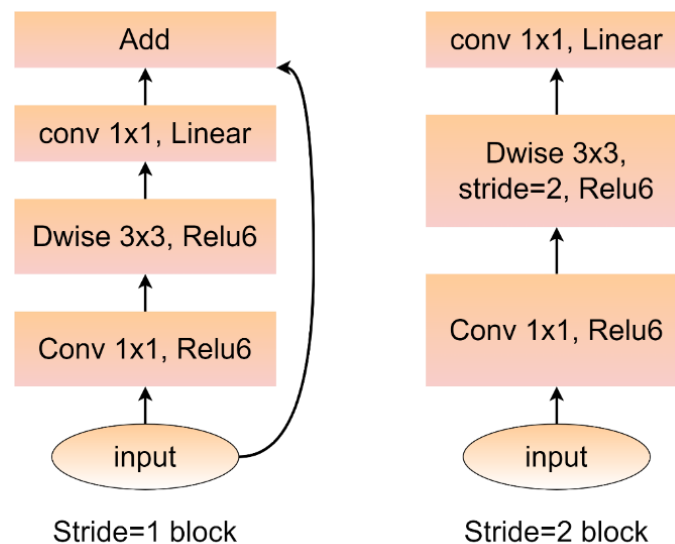 Add
conv 1x1, Linear
Dwise 3x3, Relu6
Conv 1x1, Relu6
input
Stride=1 block
conv 1x1, Linear
Dwise 3x3,
stride=2, Relu6
Conv 1x1, Relu6
input
Stride=2 block